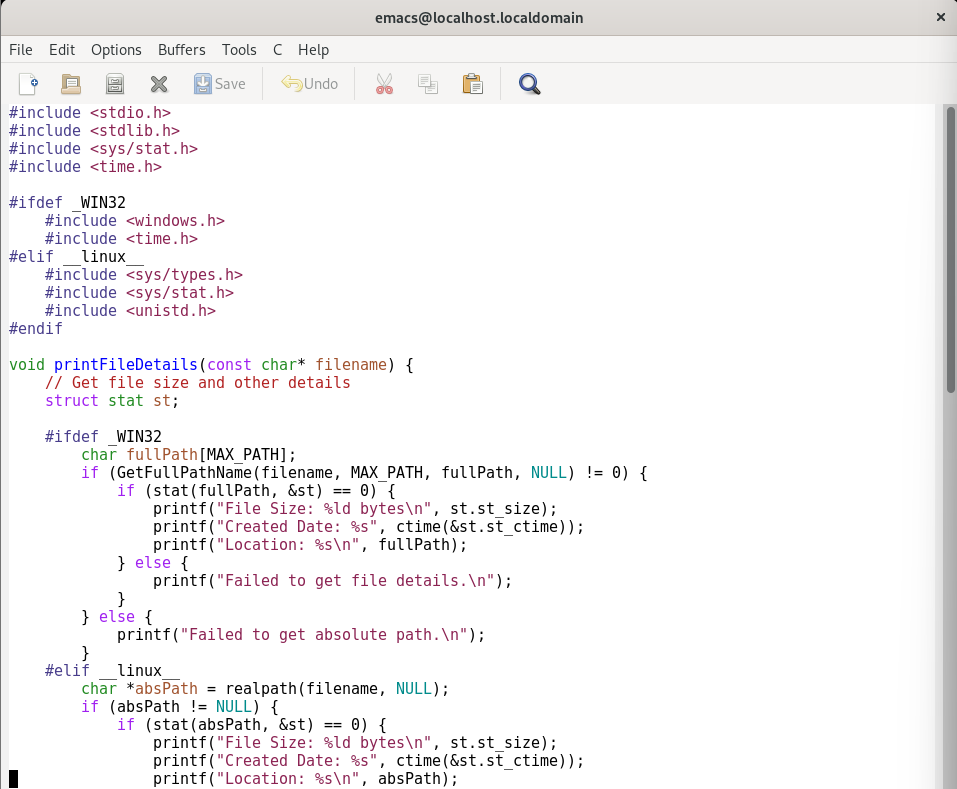 emacs@localhost.localdomain
File Edit Options Buffers Tools C Help
Save Undo
#include <stdio.h>
#include <stdlib.h>
#include <sys/stat.h>
#include <time.h>
#ifdef _WIN32
    #include <windows.h>
    #include <time.h>
#elif __linux__
    #include <sys/types.h>
    #include <sys/stat.h>
    #include <unistd.h>
#endif
void printFileDetails(const char* filename) {
    // Get file size and other details
    struct stat st;
    #ifdef _WIN32
        char fullPath[MAX_PATH];
        if (GetFullPathName(filename, MAX_PATH, fullPath, NULL) != 0) {
            if (stat(fullPath, &st) == 0) {
                printf("File Size: %ld bytes\n", st.st_size);
                printf("Created Date: %s", ctime(&st.st_ctime));
                printf("Location: %s\n", fullPath);
            } else {
                printf("Failed to get file details.\n");
            }
        } else {
            printf("Failed to get absolute path.\n");
        }
    #elif __linux__
        char *absPath = realpath(filename, NULL);
        if (absPath != NULL) {
            if (stat(absPath, &st) == 0) {
                printf("File Size: %ld bytes\n", st.st_size);
                printf("Created Date: %s", ctime(&st.st_ctime));
                printf("Location: %s\n", absPath);